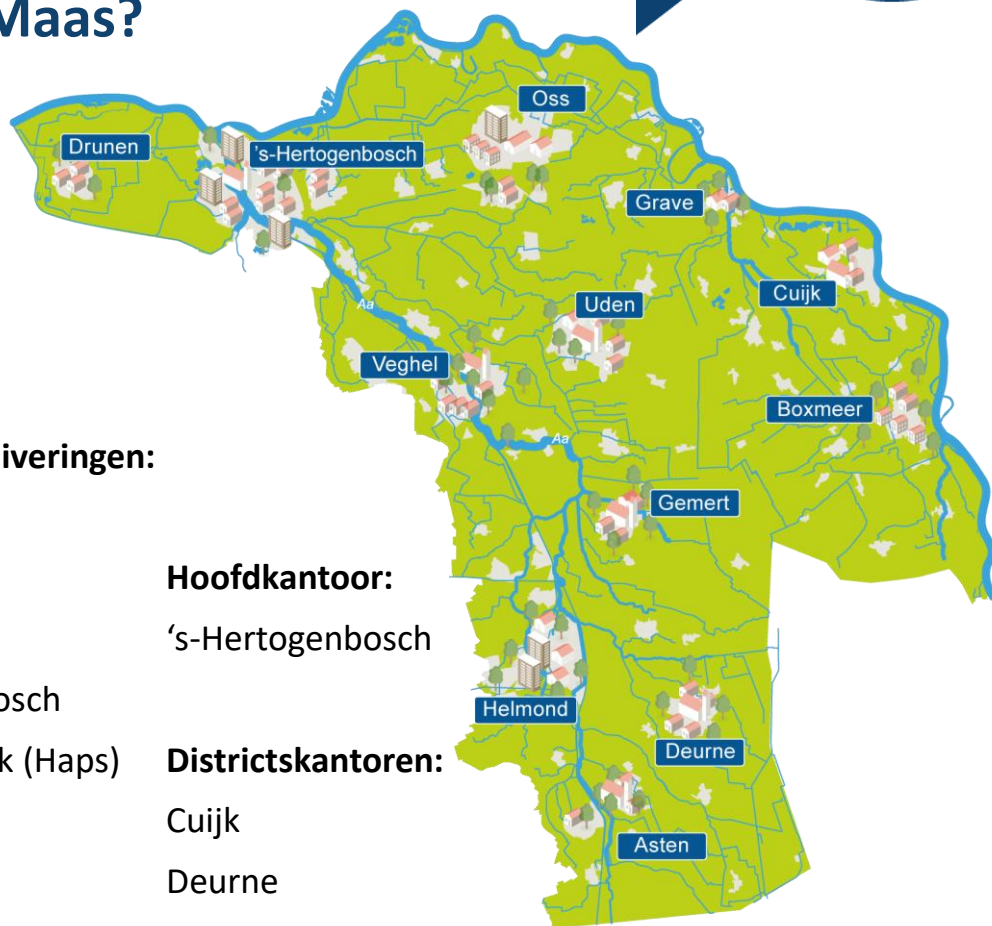 Maas?
Oss
Drunen
's-Hertogenbosch
Grave
Cuijk
Uden
Aa
Veghel
Boxmeer
Aa
Gemert
Helmond
Deurne
Asten
iveringen:
osch
k (Haps)
Hoofdkantoor:
‘s-Hertogenbosch
Districtskantoren:
Cuijk
Deurne